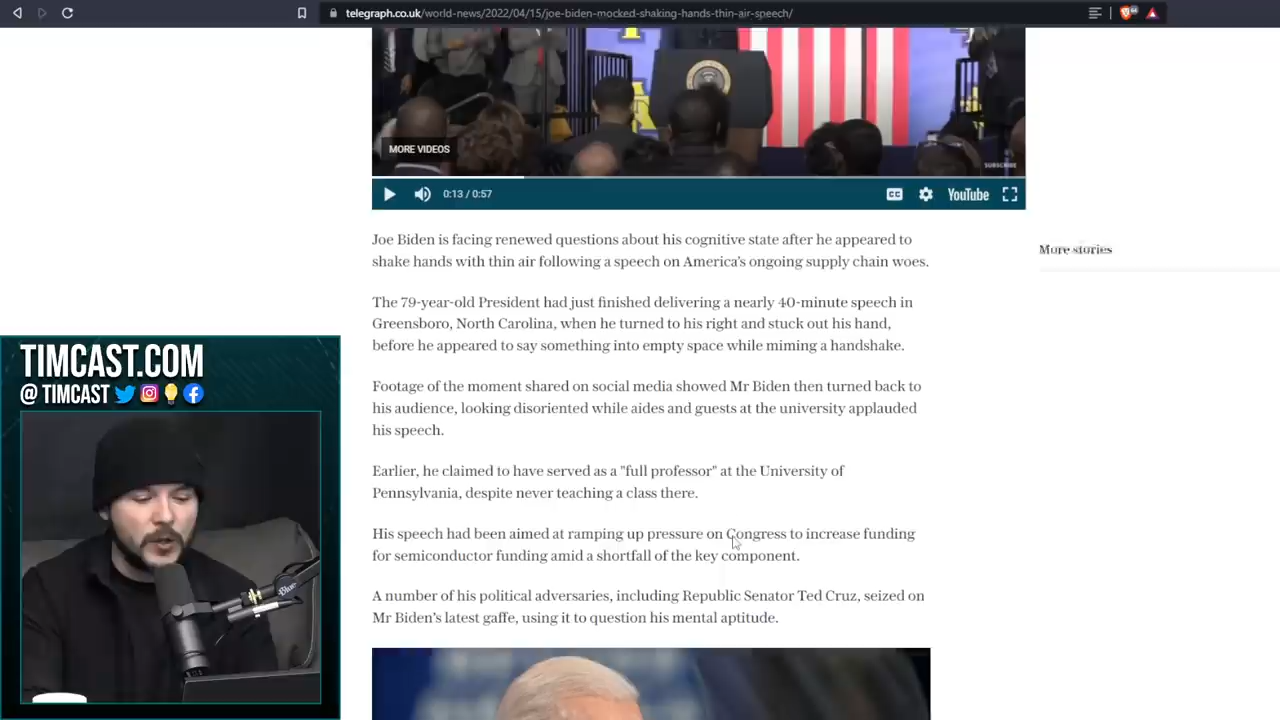 telegraph.co.uk/world-news/2022/04/15/joe-biden-mocked-shaking-hands-thin-air-speech/
MORE VIDEOS
SUBSCRIBE
0:13 / 0:57
CC
YouTube
Joe Biden is facing renewed questions about his cognitive state after he appeared to
shake hands with thin air following a speech on America's ongoing supply chain woes.
More stories
The 79-year-old President had just finished delivering a nearly 40-minute speech in
Greensboro, North Carolina, when he turned to his right and stuck out his hand,
before he appeared to say something into empty space while miming a handshake.
Footage of the moment shared on social media showed Mr Biden then turned back to
his audience, looking disoriented while aides and guests at the university applauded
his speech.
Earlier, he claimed to have served as a "full professor" at the University of
Pennsylvania, despite never teaching a class there.
His speech had been aimed at ramping up pressure on Congress to increase funding
for semiconductor funding amid a shortfall of the key component.
A number of his political adversaries, including Republic Senator Ted Cruz, seized on
Mr Biden's latest gaffe, using it to question his mental aptitude.
TIMCAST.COM
@ TIMCAST
Blue